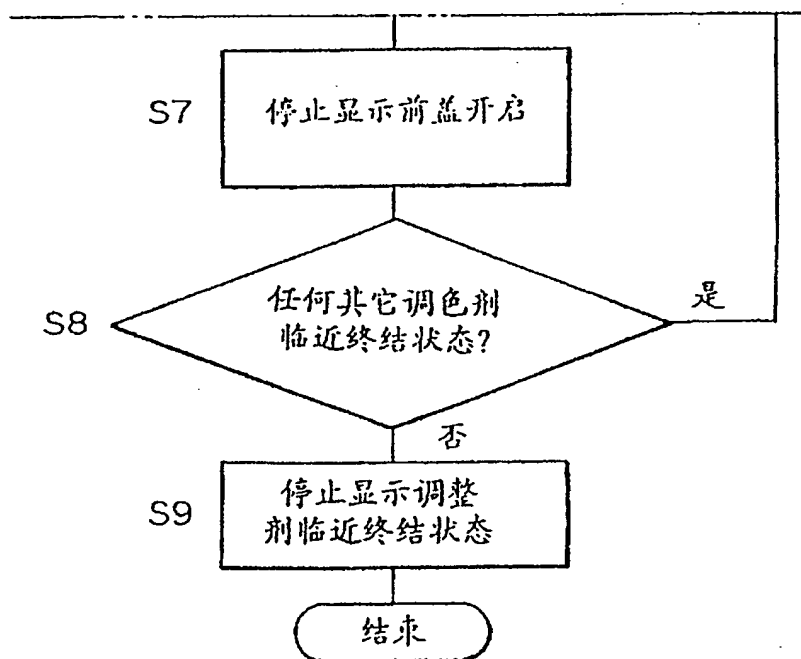 S7
停止显示前盖开启
S8
任何其它调色剂
临近终结状态?
是
否
S9
停止显示调整
剂临近终结状态
结束